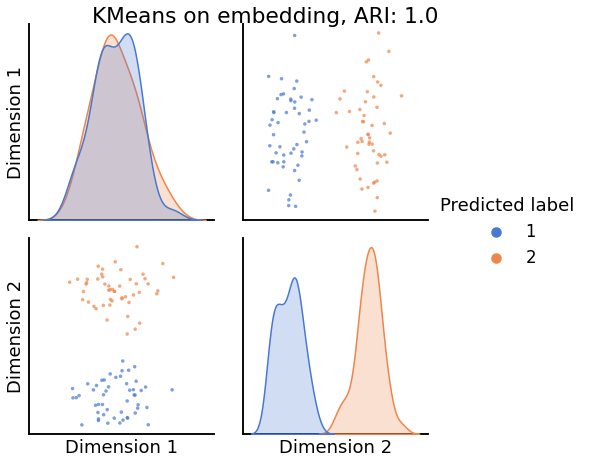 KMeans on embedding, ARI: 1.0
Dimension 1
Predicted label
1
2
Dimension 2
Dimension 1
Dimension 2